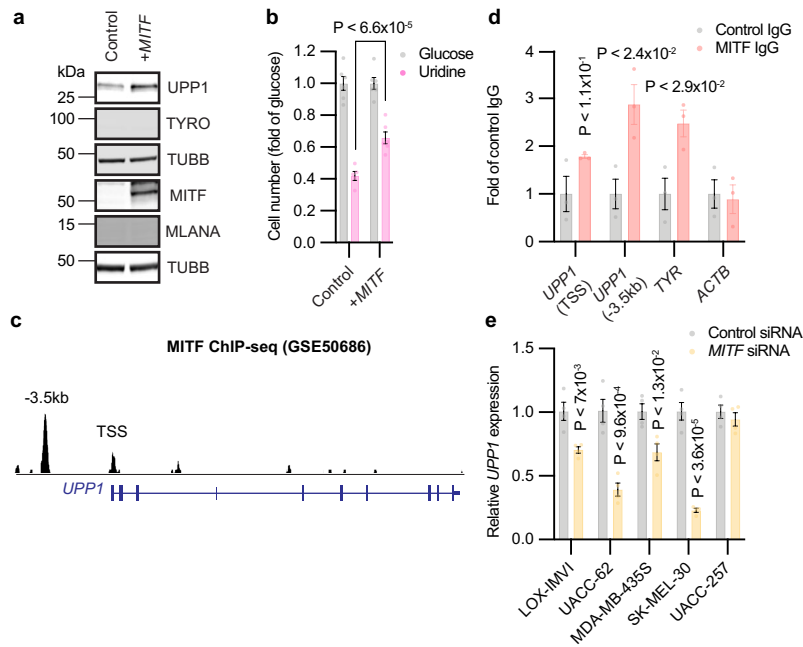 a
Control
+MITF
kDa
25
UPP1
100
TYRO
50
TUBB
50
MITF
15
MLANA
50
TUBB
b
P < 6.6x10-5
Glucose
Uridine
Cell number (fold of glucose)
1.2
1.0
0.8
0.6
0.4
0.2
0.0
Control
+MITF
c
MITF ChIP-seq (GSE50686)
-3.5kb
TSS
UPP1
d
Control IgG
MITF IgG
P < 1.1x10-1
P < 2.4x10-2
P < 2.9x10-2
Fold of control IgG
4
3
2
1
0
UPP1
(TSS)
UPP1
(-3.5kb)
TYR
ACTB
e
Control siRNA
MITF siRNA
Relative UPP1 expression
1.5
1.0
0.5
0.0
P < 7x10-3
P < 9.6x10-4
P < 1.3x10-2
P < 3.6x10-5
LOX-IMVI
UACC-62
MDA-MB-435S
SK-MEL-30
UACC-257